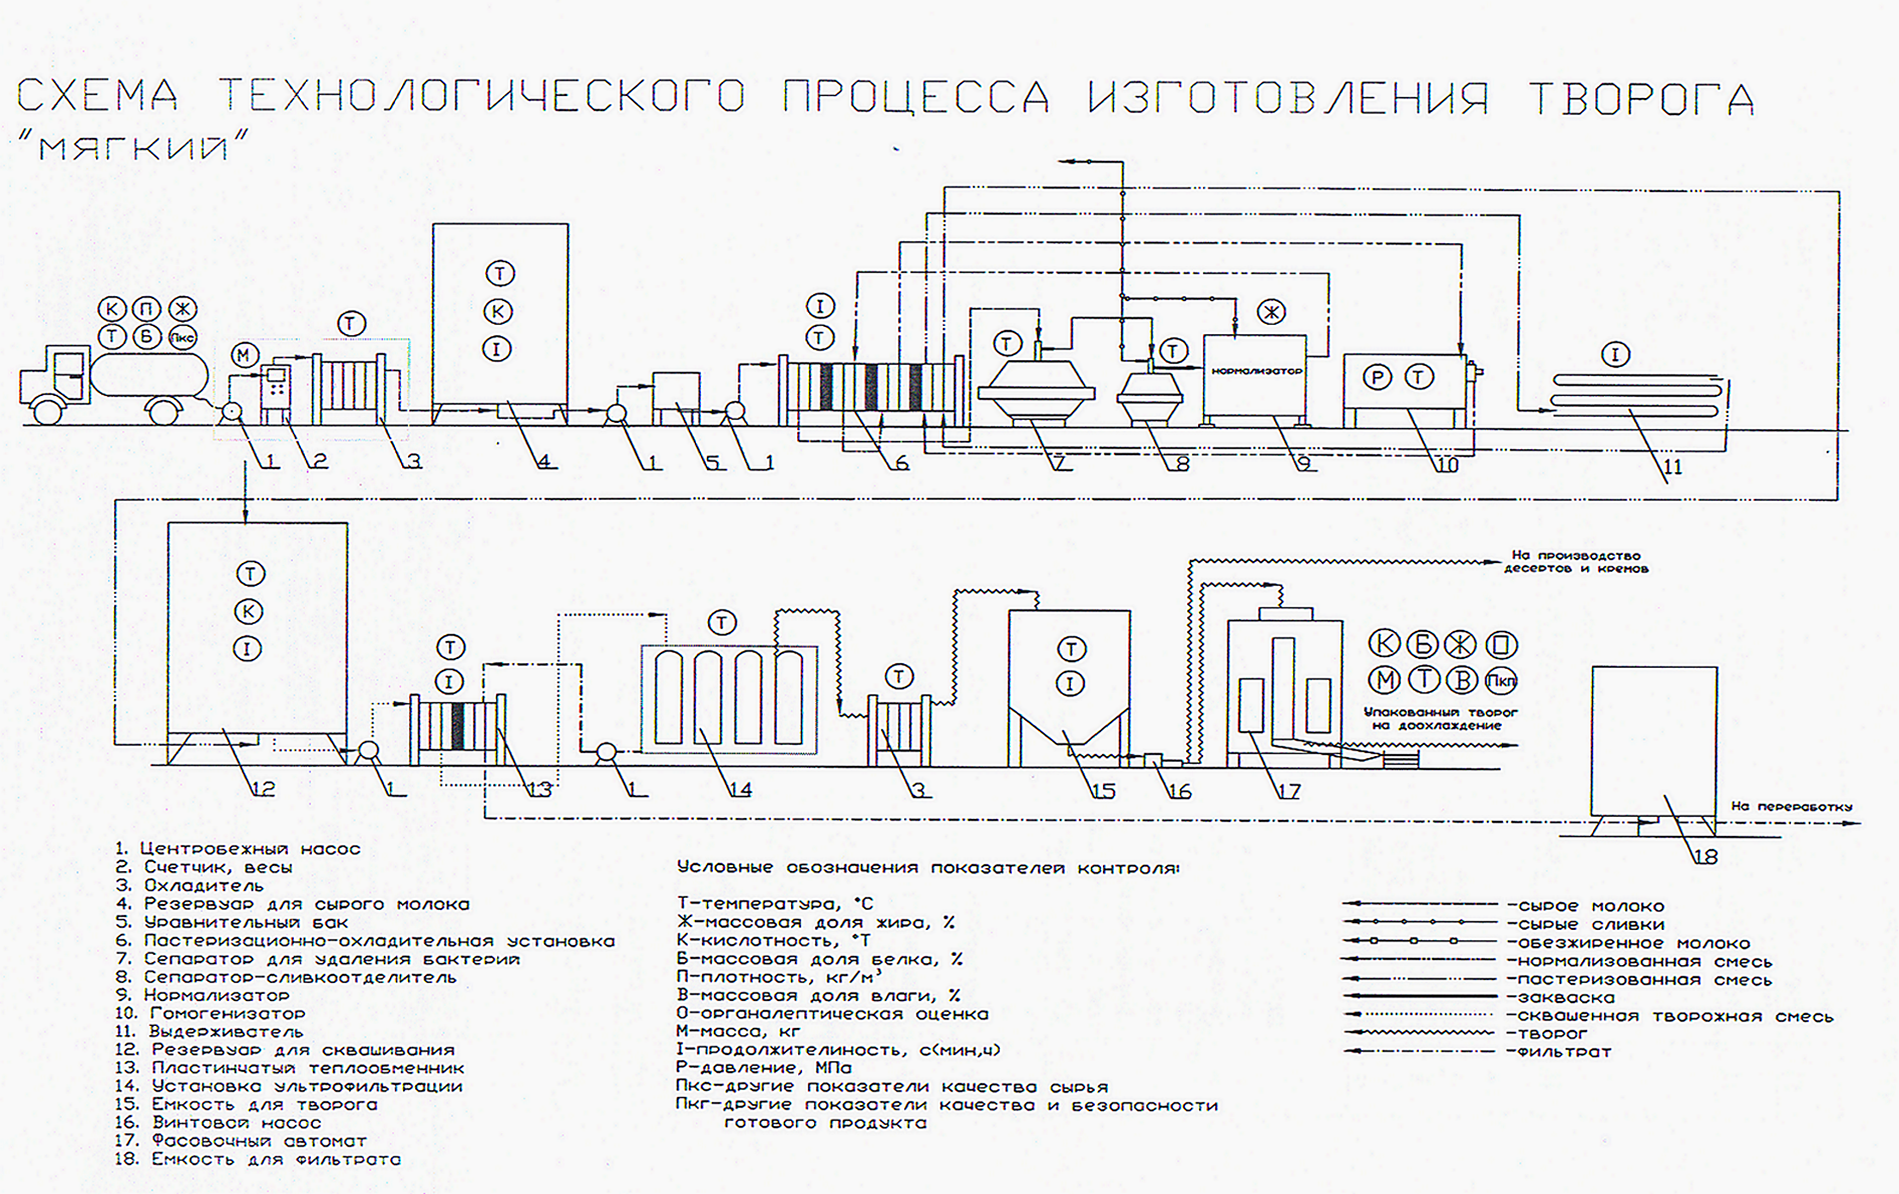 СХЕМА ТЕХНОЛОГИЧЕСКОГО ПРОЦЕССА ИЗГОТОВЛЕНИЯ ТВОРОГА
"МЯГКИЙ"
К П Ж
Т Б Пкс
М
Т
Т
К
I
I
Т
Т
Т
Ж
НОРМАЛИЗАТОР
Р Т
I
1 2 3 4 1 5 1 6 7 8 9 10 11
Т
К
I
Т
I
Т
Т
Т
I
На производство
десертов и кремов
К Б Ж П
М Т В Пкп
Упакованный творог
на доохлаждение
На переработку
12 1 13 1 14 3 15 16 17
18
1. Центробежный насос
2. Счетчик, весы
3. Охладитель
4. Резервуар для сырого молока
5. Уравнительный бак
6. Пастеризационно-охладительная установка
7. Сепаратор для удаления бактерий
8. Сепаратор-сливкоотделитель
9. Нормализатор
10. Гомогенизатор
11. Выдерживатель
12. Резервуар для сквашивания
13. Пластинчатый теплообменник
14. Установка ультрофильтрации
15. Емкость для творога
16. Винтовой насос
17. Фасовочный автомат
18. Емкость для фильтрата
Условные обозначения показателей контроля:
Т-температура, °С
Ж-массовая доля жира, %
К-кислотность, °Т
Б-массовая доля белка, %
П-плотность, кг/м³
В-массовая доля влаги, %
О-органалептическая оценка
М-масса, кг
I-продолжителиность, с(мин,ч)
Р-давление, МПа
Пкс-другие показатели качества сырья
Пкг-другие показатели качества и безопасности
готового продукта
-сырое молоко
-сырые сливки
-обезжиренное молоко
-нормализованная смесь
-пастеризованная смесь
-закваска
-сквашенная творожная смесь
-творог
-фильтрат